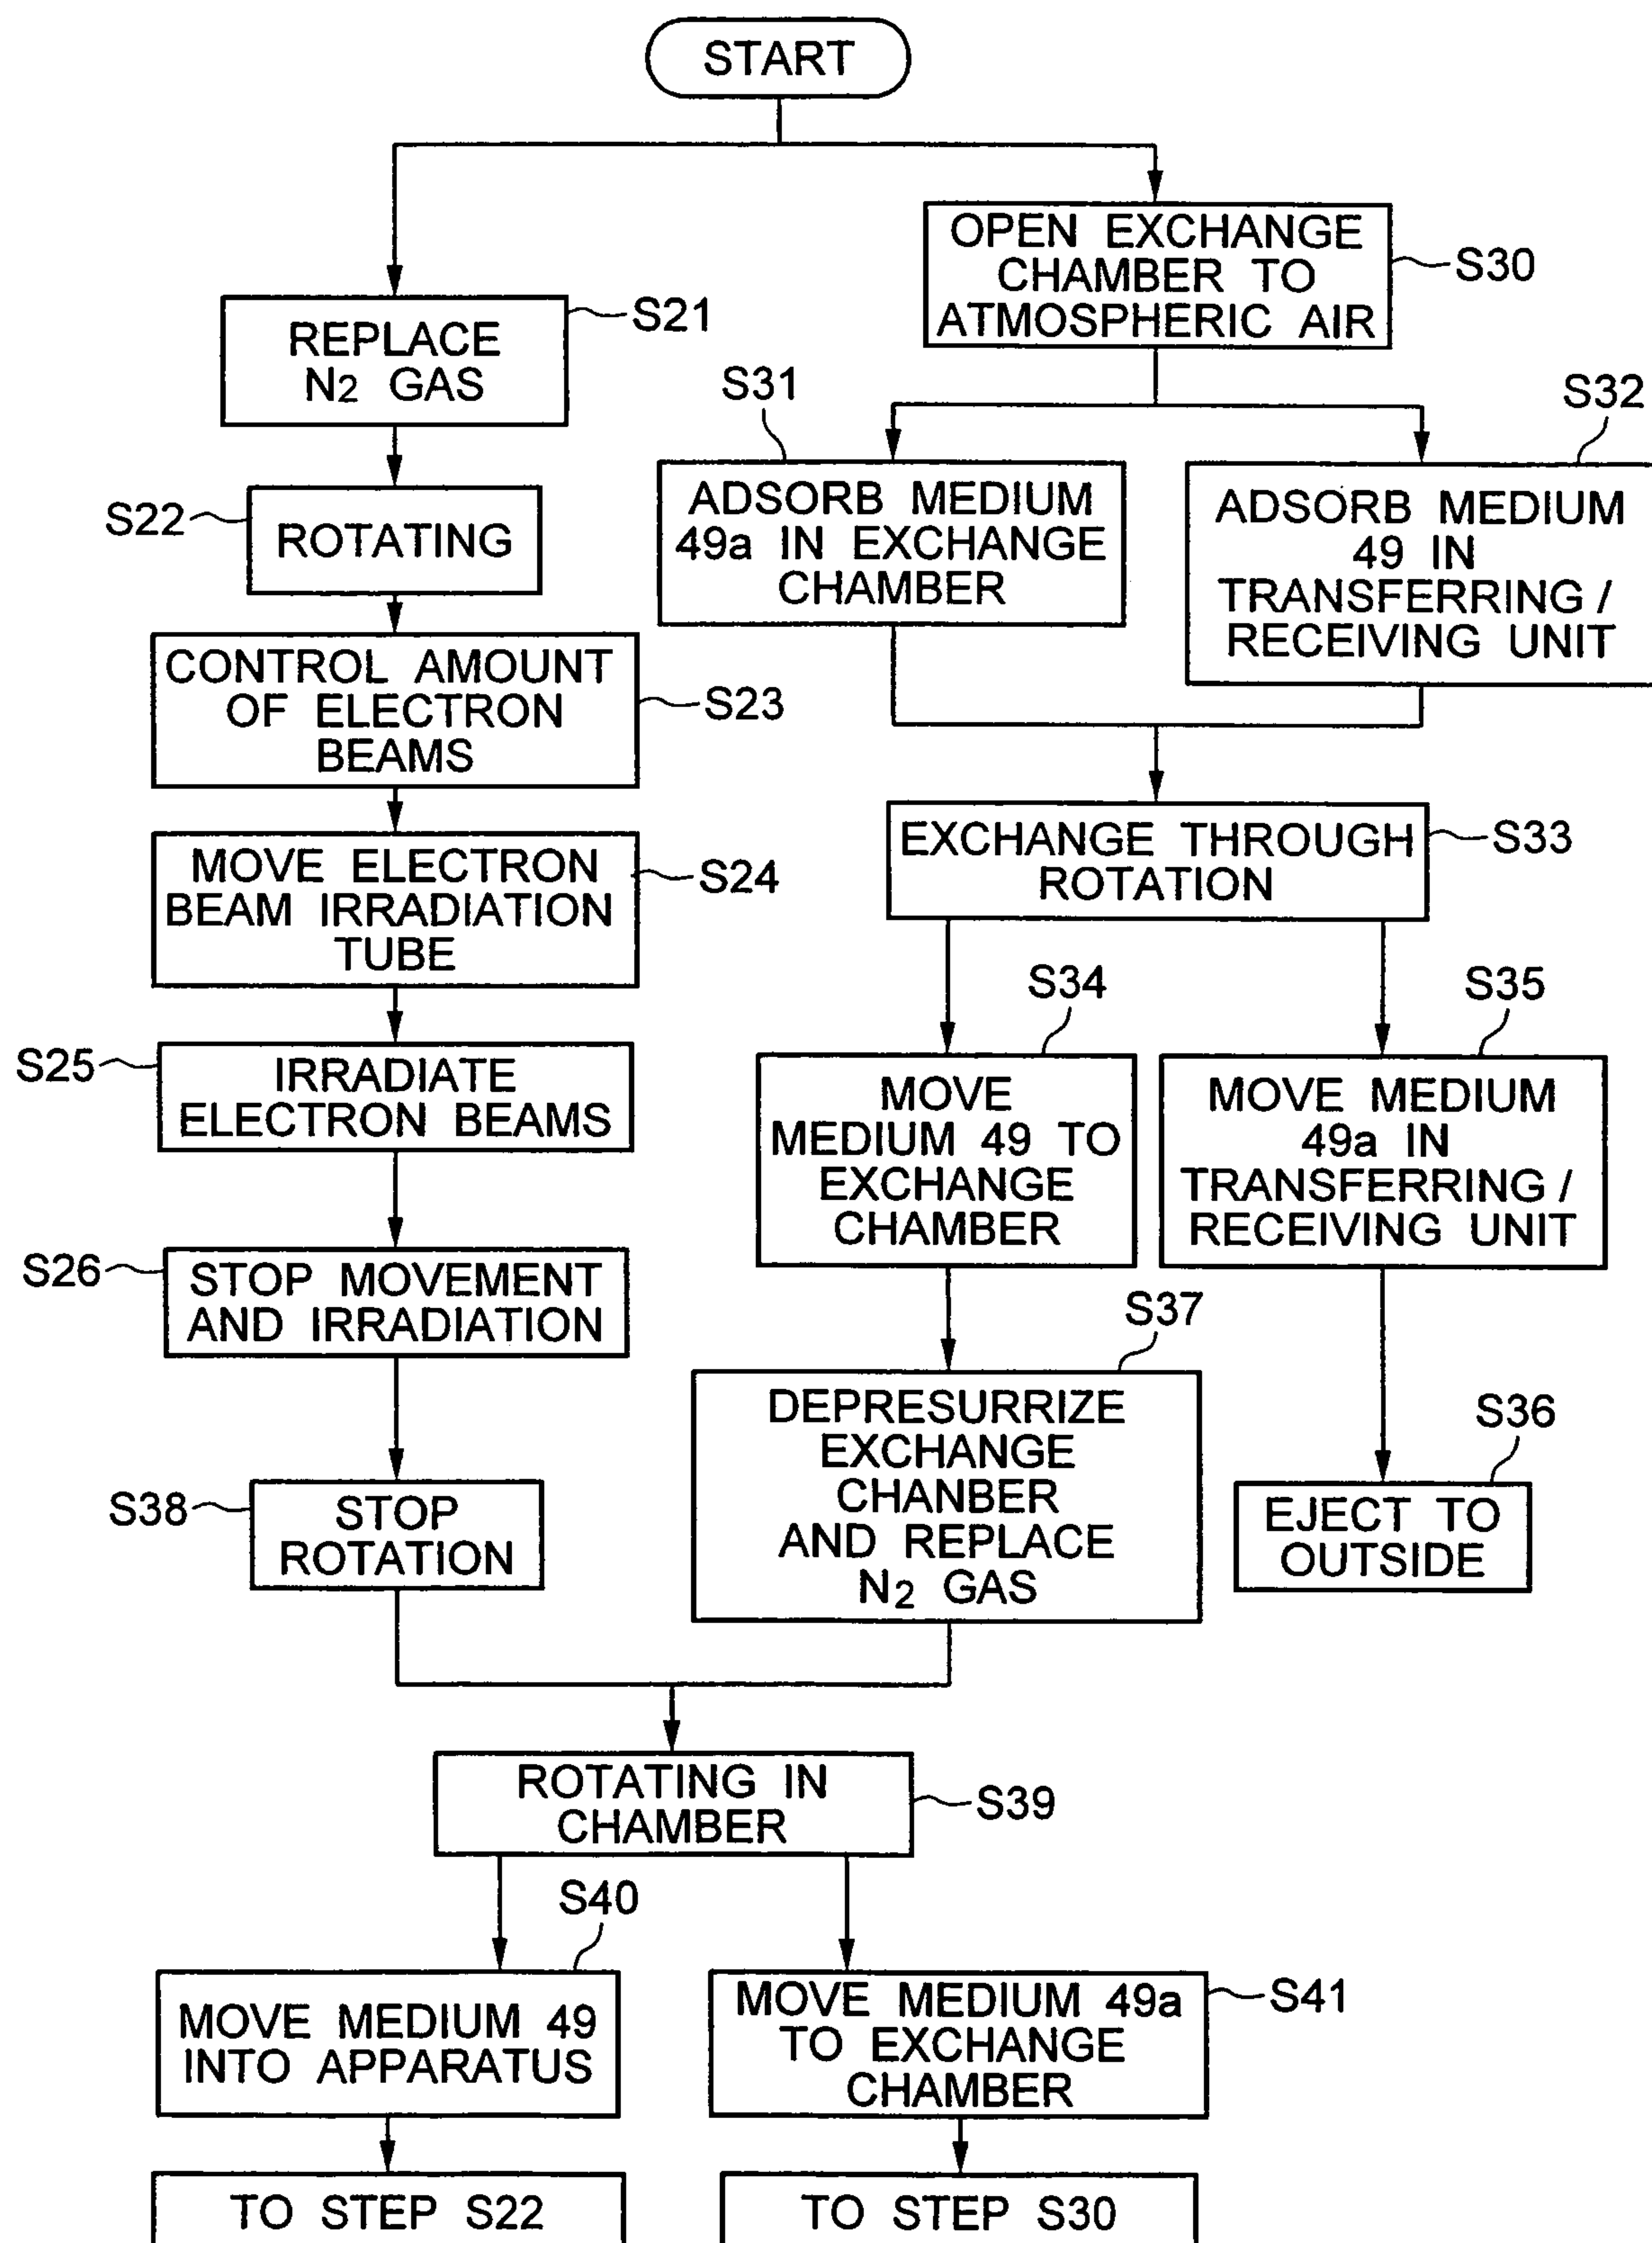 START
OPEN EXCHANGE
CHAMBER TO
ATMOSPHERIC AIR
S30
REPLACE
N2 GAS
S21
S31
ADSORB MEDIUM
49a IN EXCHANGE
CHAMBER
S32
ADSORB MEDIUM
49 IN
TRANSFERRING /
RECEIVING UNIT
S22
ROTATING
CONTROL AMOUNT
OF ELECTRON
BEAMS
S23
EXCHANGE THROUGH
ROTATION
S33
MOVE ELECTRON
BEAM IRRADIATION
TUBE
S24
S34
MOVE
MEDIUM 49 TO
EXCHANGE
CHAMBER
S35
MOVE MEDIUM
49a IN
TRANSFERRING /
RECEIVING UNIT
S25
IRRADIATE
ELECTRON BEAMS
S26
STOP MOVEMENT
AND IRRADIATION
S37
DEPRESURRIZE
EXCHANGE
CHANBER
AND REPLACE
N2 GAS
S36
EJECT TO
OUTSIDE
S38
STOP
ROTATION
ROTATING IN
CHAMBER
S39
S40
MOVE MEDIUM 49
INTO APPARATUS
MOVE MEDIUM 49a
TO EXCHANGE
CHAMBER
S41
TO STEP S22
TO STEP S30